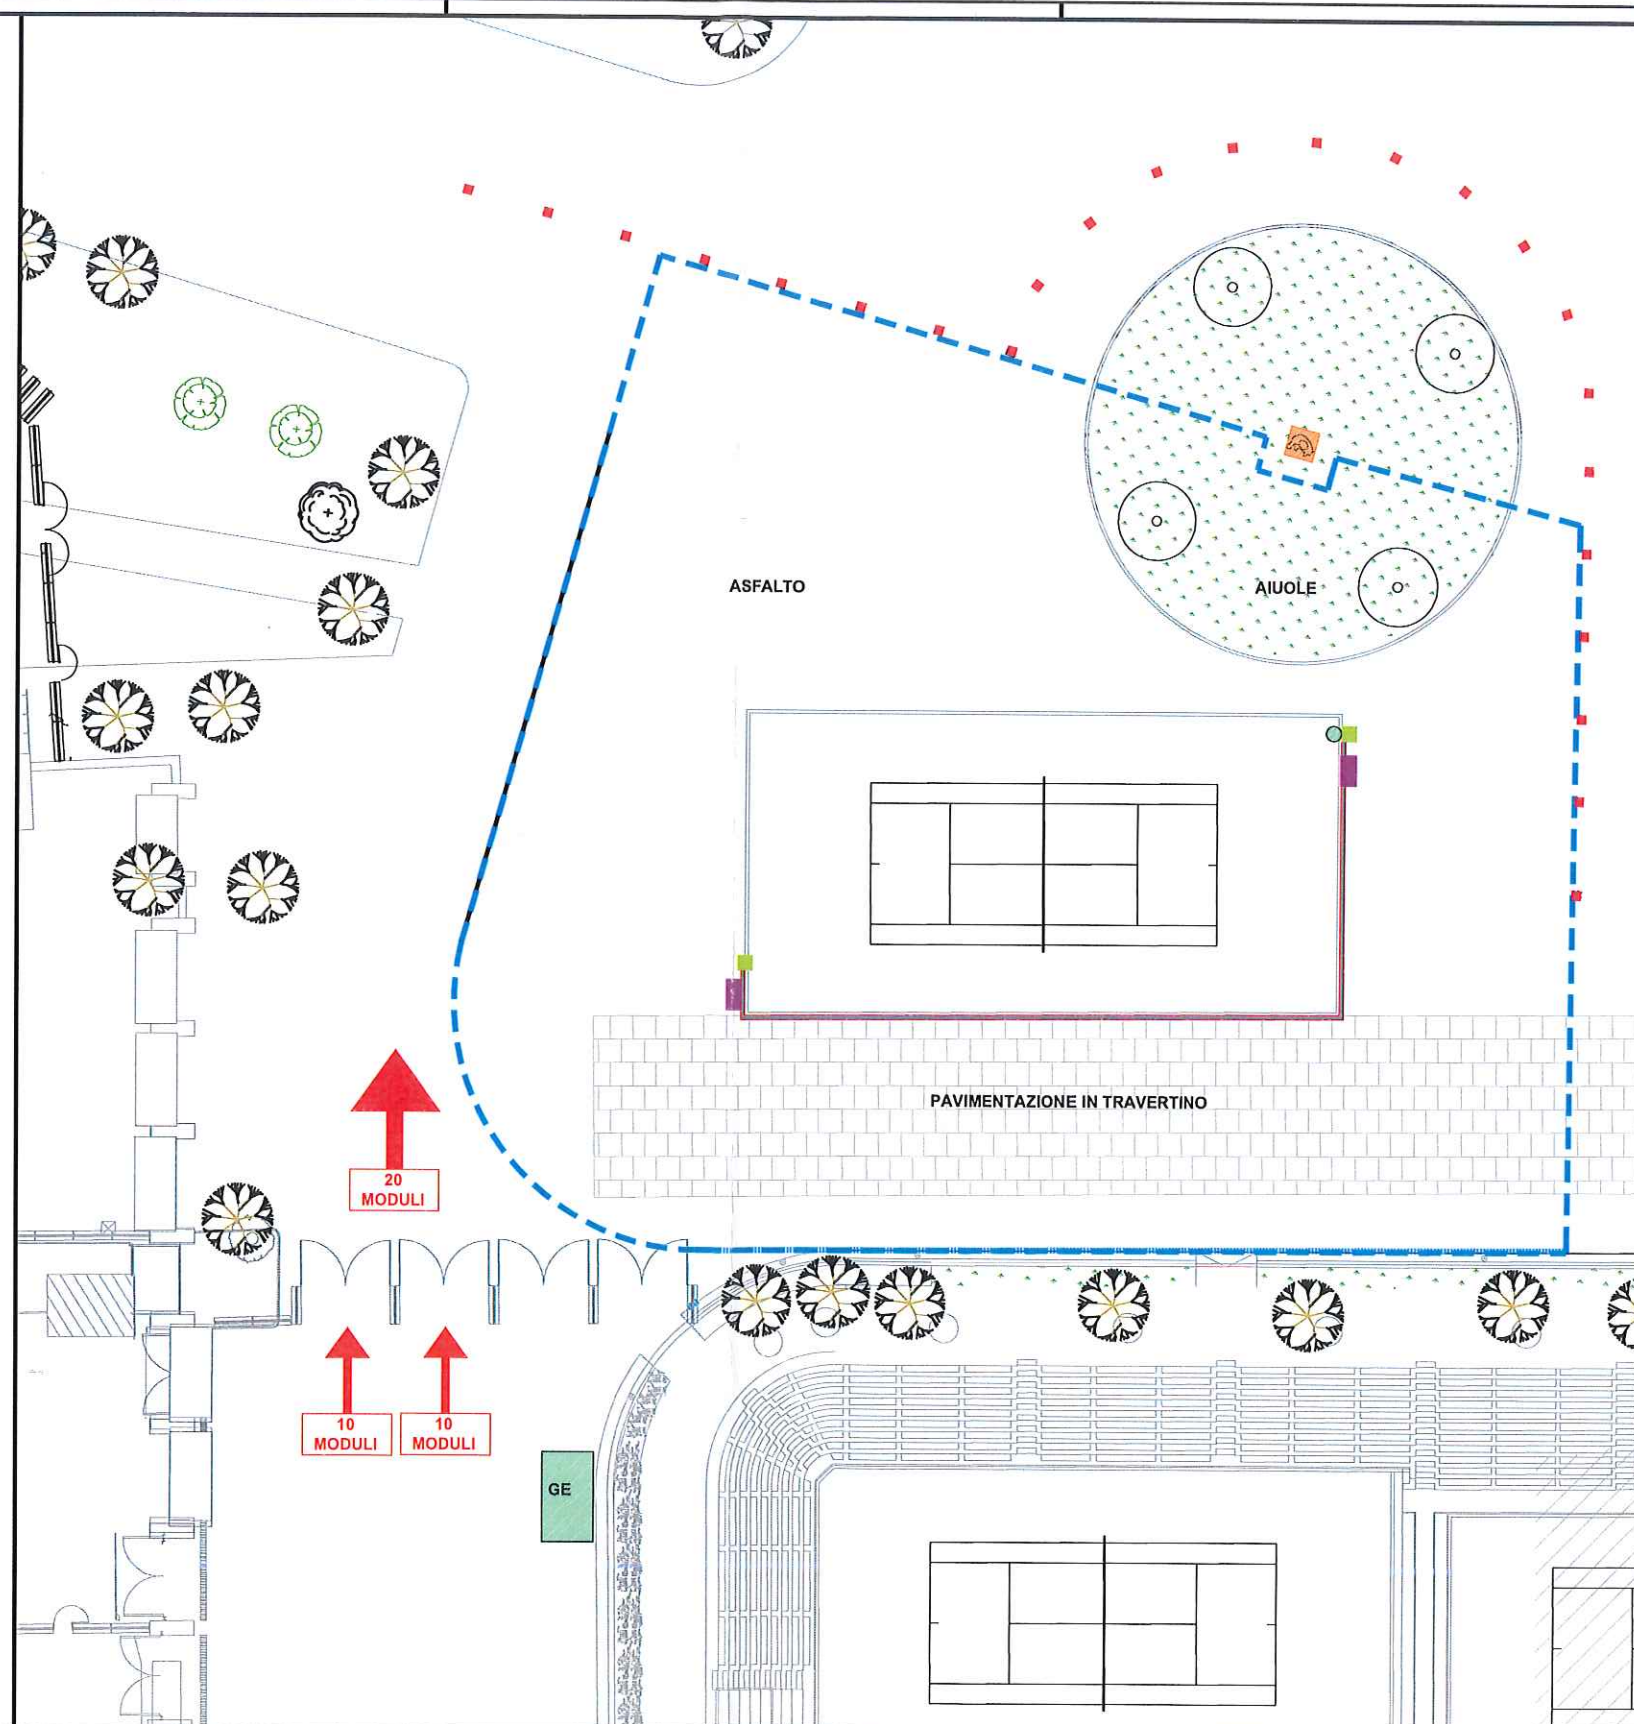 ASFALTO
AIUOLE
PAVIMENTAZIONE IN TRAVERTINO
20
MODULI
10
MODULI
10
MODULI
GE